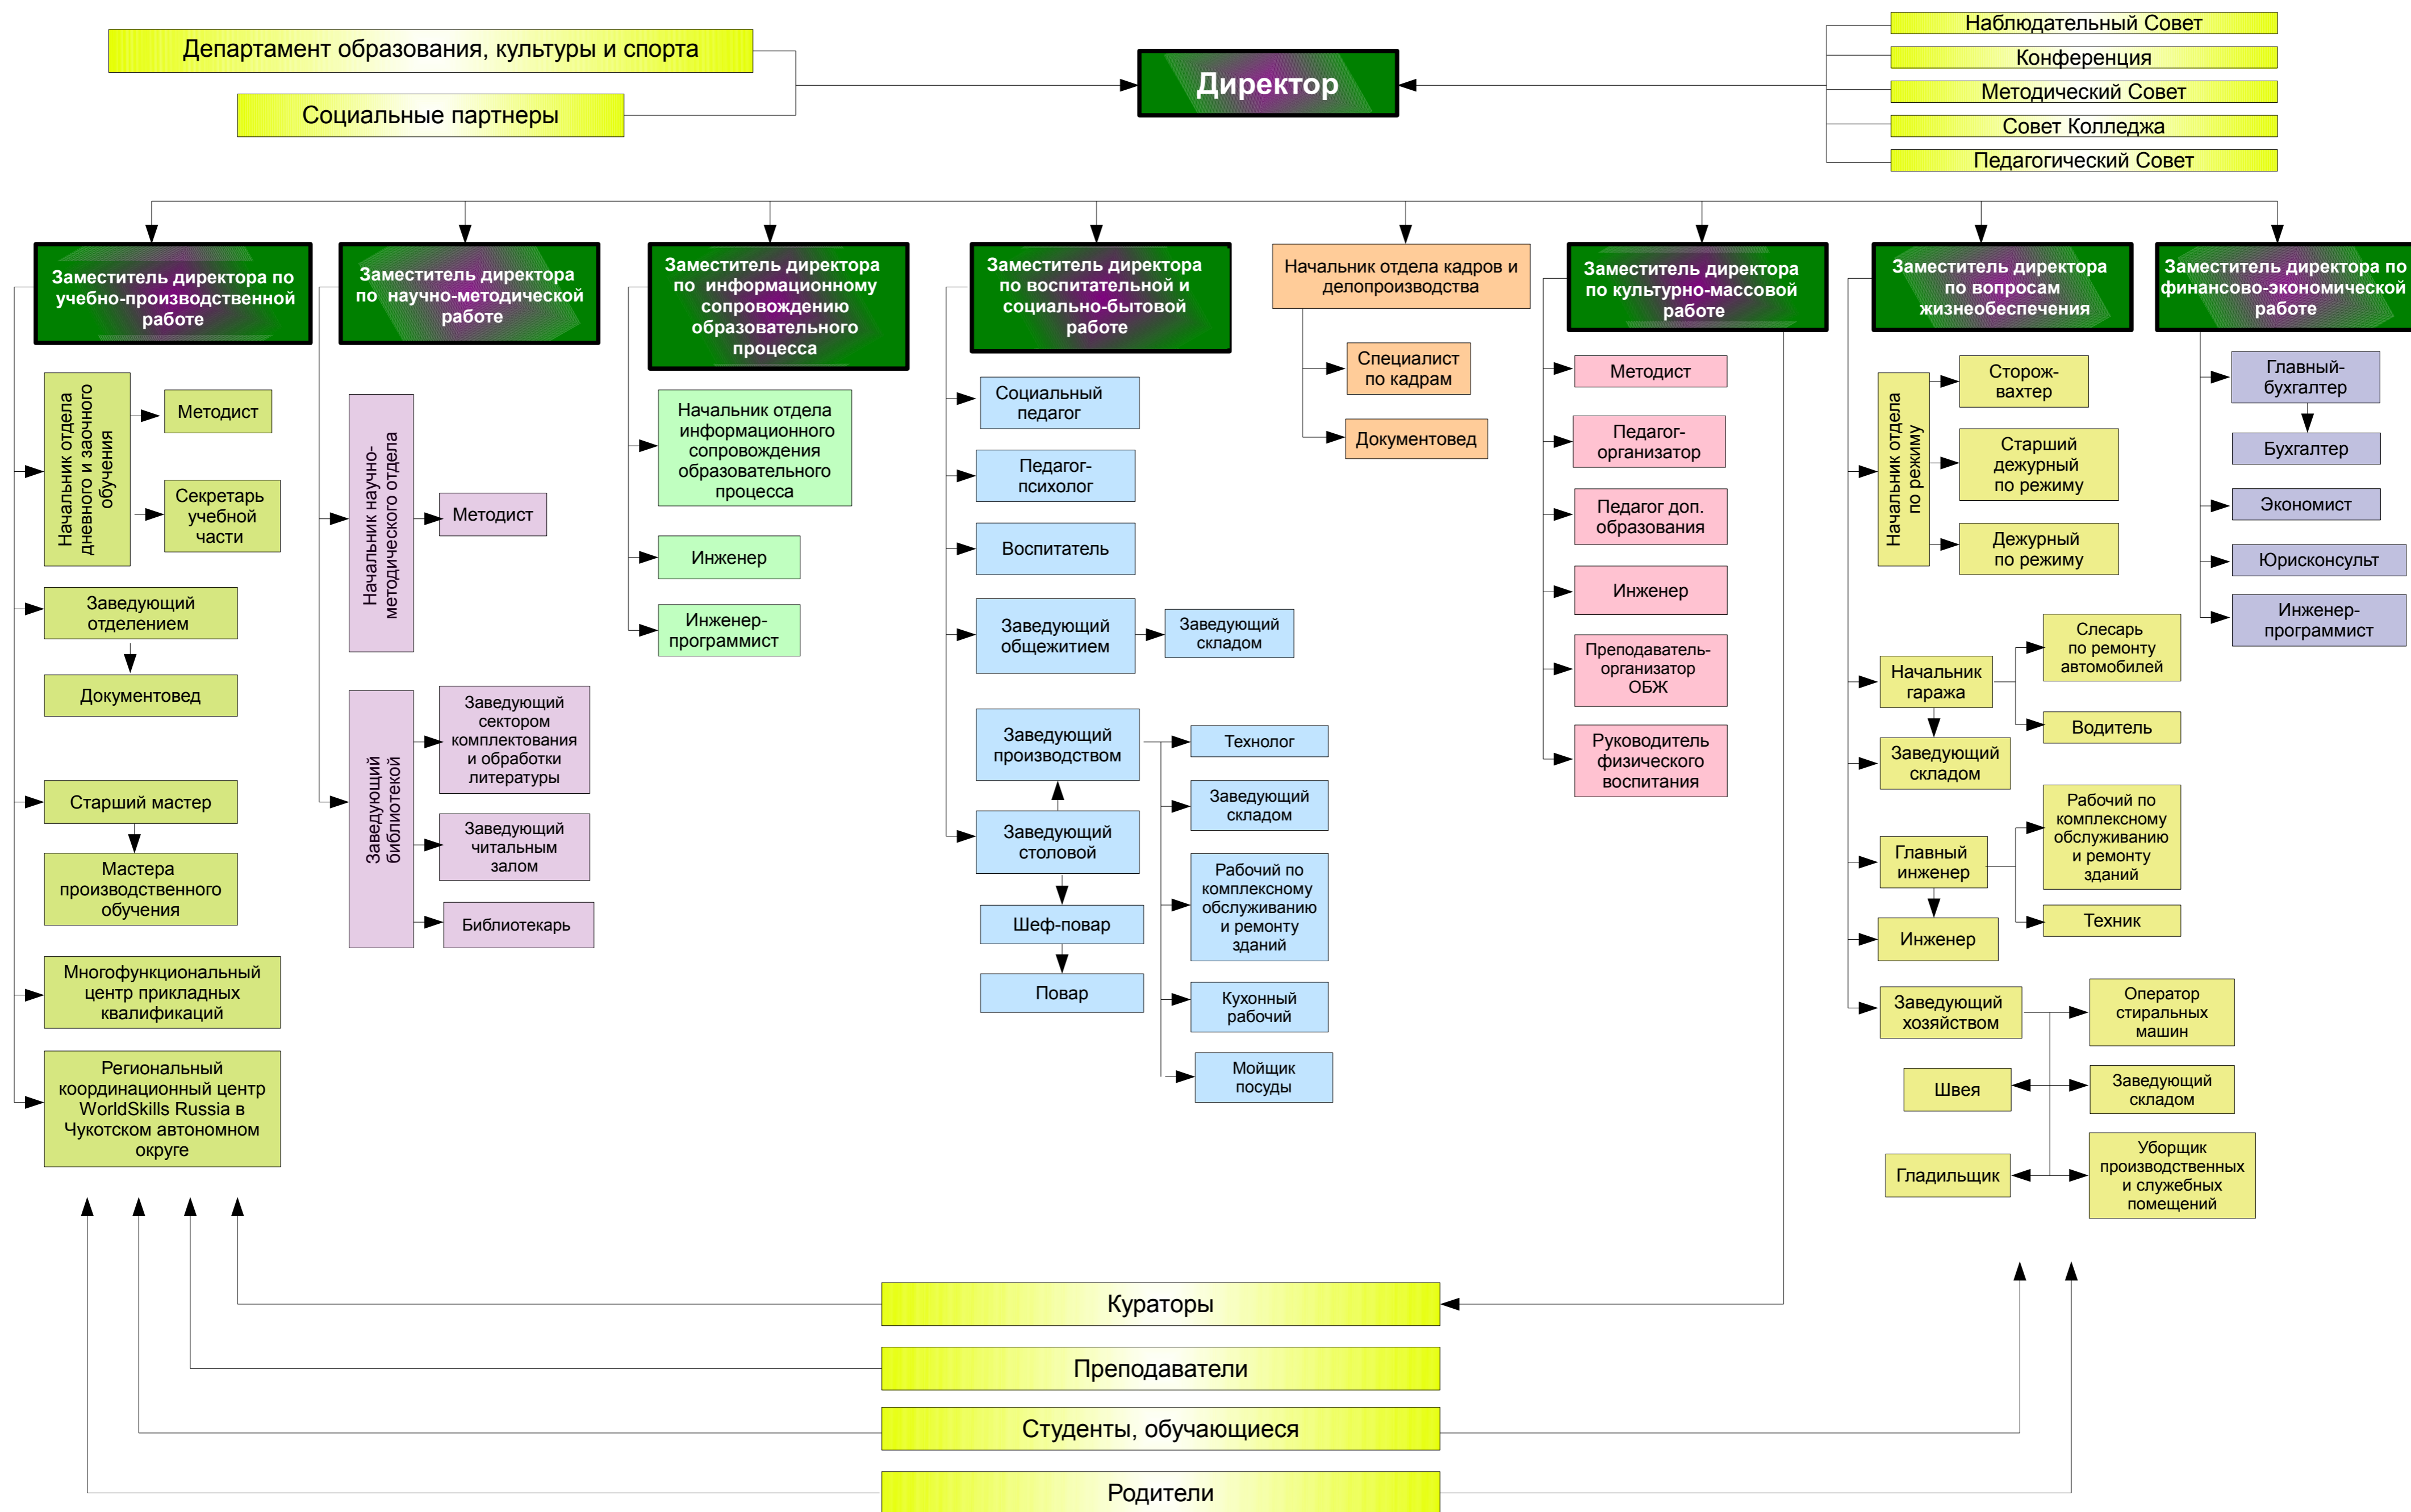 Департамент образования, культуры и спорта
Социальные партнеры
Директор
Наблюдательный Совет
Конференция
Методический Совет
Совет Колледжа
Педагогический Совет
Заместитель директора по
учебно-производственной
работе
Начальник отдела
дневного и заочного
обучения
Методист
Секретарь
учебной
части
Заведующий
отделением
Документовед
Старший мастер
Мастера
производственного
обучения
Многофункциональный
центр прикладных
квалификаций
Региональный
координационный центр
WorldSkills Russia в
Чукотском автономном
округе
Заместитель директора
по научно-методической
работе
Начальник научно-
методического отдела
Методист
Заведующий
библиотекой
Заведующий
сектором
комплектования
и обработки
литературы
Заведующий
читальным
залом
Библиотекарь
Заместитель директора
по информационному
сопровождению
образовательного
процесса
Начальник отдела
информационного
сопровождения
образовательного
процесса
Инженер
Инженер-
программист
Заместитель директора
по воспитательной и
социально-бытовой
работе
Социальный
педагог
Педагог-
психолог
Воспитатель
Заведующий
общежитием
Заведующий
складом
Заведующий
производством
Заведующий
столовой
Шеф-повар
Повар
Технолог
Заведующий
складом
Рабочий по
комплексному
обслуживанию
и ремонту
зданий
Кухонный
рабочий
Мойщик
посуды
Начальник отдела кадров и
делопроизводства
Специалист
по кадрам
Документовед
Заместитель директора
по культурно-массовой
работе
Методист
Педагог-
организатор
Педагог доп.
образования
Инженер
Преподаватель-
организатор
ОБЖ
Руководитель
физического
воспитания
Заместитель директора
по вопросам
жизнеобеспечения
Начальник отдела
по режиму
Сторож-
вахтер
Старший
дежурный
по режиму
Дежурный
по режиму
Начальник
гаража
Слесарь
по ремонту
автомобилей
Водитель
Заведующий
складом
Главный
инженер
Рабочий по
комплексному
обслуживанию
и ремонту
зданий
Техник
Инженер
Заведующий
хозяйством
Оператор
стиральных
машин
Швея
Заведующий
складом
Гладильщик
Уборщик
производственных
и служебных
помещений
Заместитель директора по
финансово-экономической
работе
Главный-
бухгалтер
Бухгалтер
Экономист
Юрисконсульт
Инженер-
программист
Кураторы
Преподаватели
Студенты, обучающиеся
Родители